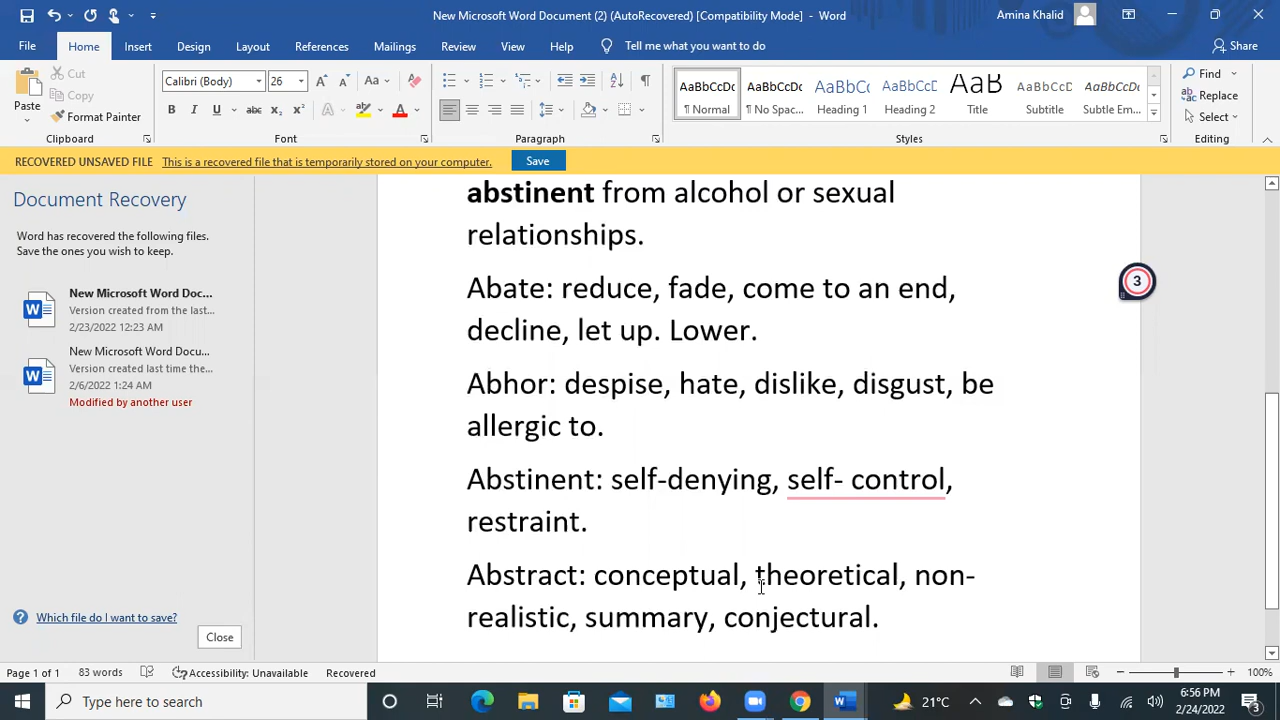 New Microsoft Word Document (2) (AutoRecovered) [Compatibility Mode] - Word
Amina Khalid
File Home Insert Design Layout References Mailings Review View Help Tell me what you want to do Share
Paste
Cut
Copy
Format Painter
Clipboard
Calibri (Body) 26 Aa
B I U abc X₂ X² A A
Font
Paragraph
AaBbCcDc AaBbCcDc AaBbCc AaBbCcD AaB AaBbCcD AaBbCcDc
¶ Normal ¶ No Spac... Heading 1 Heading 2 Title Subtitle Subtle Em...
Styles
Find
Replace
Select
Editing
RECOVERED UNSAVED FILE This is a recovered file that is temporarily stored on your computer. Save
Document Recovery
Word has recovered the following files.
Save the ones you wish to keep.
New Microsoft Word Doc...
Version created from the last...
2/23/2022 12:23 AM
New Microsoft Word Docu...
Version created last time the...
2/6/2022 1:24 AM
Modified by another user
Which file do I want to save?
Close
abstinent from alcohol or sexual
relationships.
Abate: reduce, fade, come to an end,
decline, let up. Lower.
Abhor: despise, hate, dislike, disgust, be
allergic to.
Abstinent: self-denying, self- control,
restraint.
Abstract: conceptual, theoretical, non-
realistic, summary, conjectural.
3
Page 1 of 1 83 words Accessibility: Unavailable Recovered 100%
Type here to search
21°C
6:56 PM
2/24/2022
3